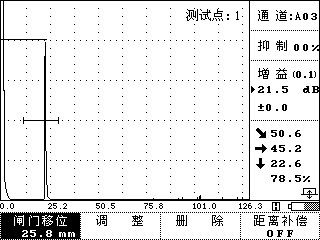 测试点:1
通道:A03
抑制 00%
增益(0.1)
21.5 dB
±0.0
50.6
45.2
22.6
78.5%
0.0 25.2 50.5 75.8 101.0 126.3
闸门移位 调 整 删 除 距离补偿
25.8 mm OFF